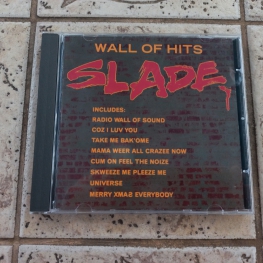 WALL OF HITS
SLADE
INCLUDES:
RADIO WALL OF SOUND
COZ I LUV YOU
TAKE ME BAK'OME
MAMA WEER ALL CRAZEE NOW
CUM ON FEEL THE NOIZE
SKWEEZE ME PLEEZE ME
UNIVERSE
MERRY XMAS EVERYBODY